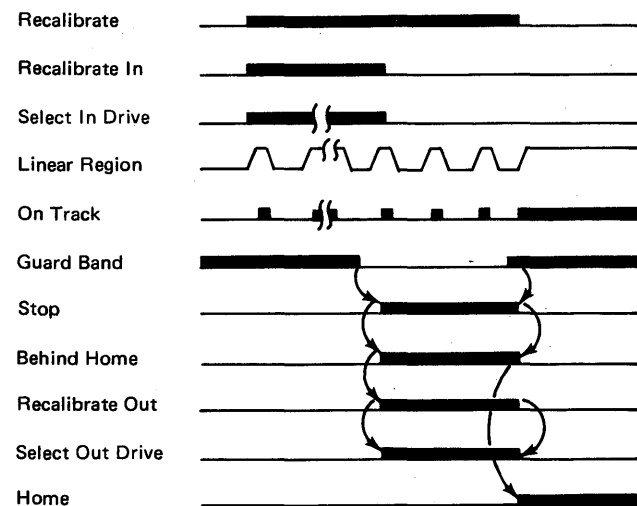 Recalibrate
Recalibrate In
Select In Drive
Linear Region
On Track
Guard Band
Stop
Behind Home
Recalibrate Out
Select Out Drive
Home